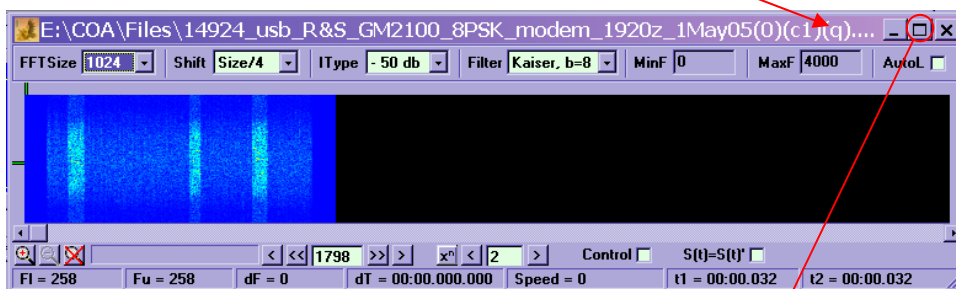 E:\COA\Files\14924_usb_R&S_GM2100_8PSK_modem_1920z_1May05(0)(c1)(q)....
FFTSize 1024 Shift Size/4 IType - 50 db Filter Kaiser, b=8 MinF 0 MaxF 4000 AutoL
< << 1798 >> > xⁿ < 2 > Control S(t)=S(t)'
Fl = 258 Fu = 258 dF = 0 dT = 00:00.000.000 Speed = 0 t1 = 00:00.032 t2 = 00:00.032